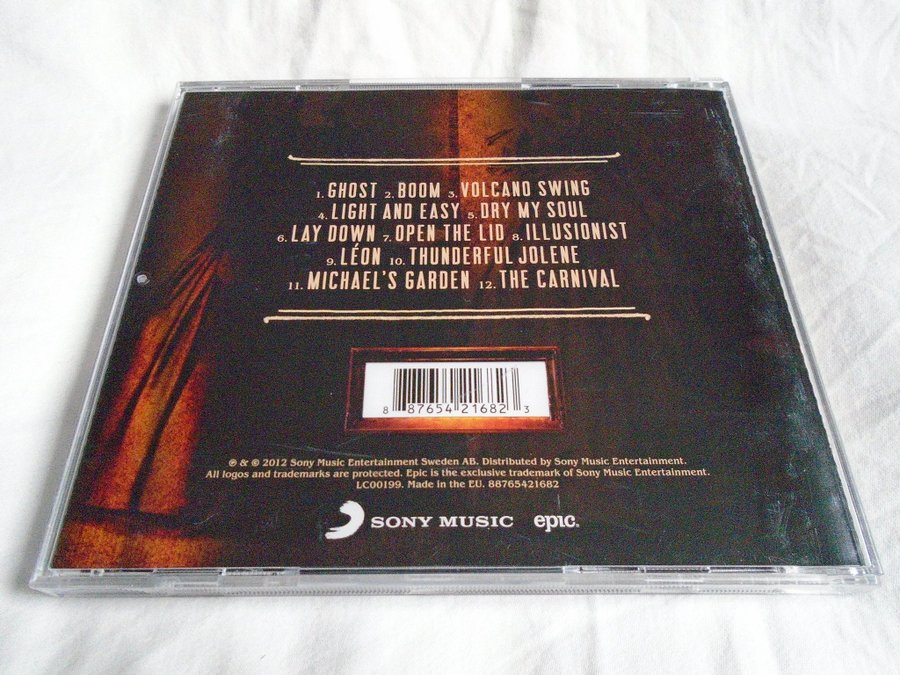 1. GHOST 2. BOOM 3. VOLCANO SWING
4. LIGHT AND EASY 5. DRY MY SOUL
6. LAY DOWN 7. OPEN THE LID 8. ILLUSIONIST
9. LÉON 10. THUNDERFUL JOLENE
11. MICHAEL'S GARDEN 12. THE CARNIVAL
8 87654 21682 3
℗ & © 2012 Sony Music Entertainment Sweden AB. Distributed by Sony Music Entertainment.
All logos and trademarks are protected. Epic is the exclusive trademark of Sony Music Entertainment.
LC00199. Made in the EU. 88765421682
SONY MUSIC epic®